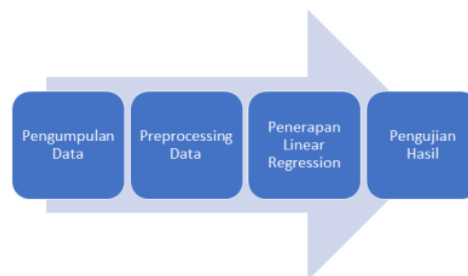 Pengumpulan
Data
Preprocessing
Data
Penerapan
Linear
Regression
Pengujian
Hasil